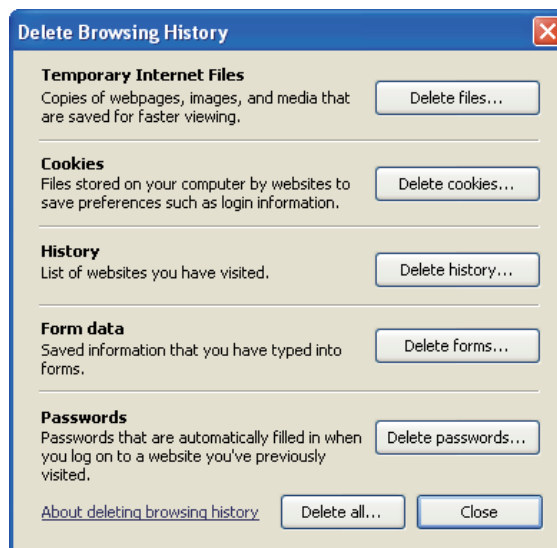 Delete Browsing History
Temporary Internet Files
Copies of webpages, images, and media that
are saved for faster viewing.
Delete files...
Cookies
Files stored on your computer by websites to
save preferences such as login information.
Delete cookies...
History
List of websites you have visited.
Delete history...
Form data
Saved information that you have typed into
forms.
Delete forms...
Passwords
Passwords that are automatically filled in when
you log on to a website you've previously
visited.
Delete passwords...
About deleting browsing history
Delete all...
Close